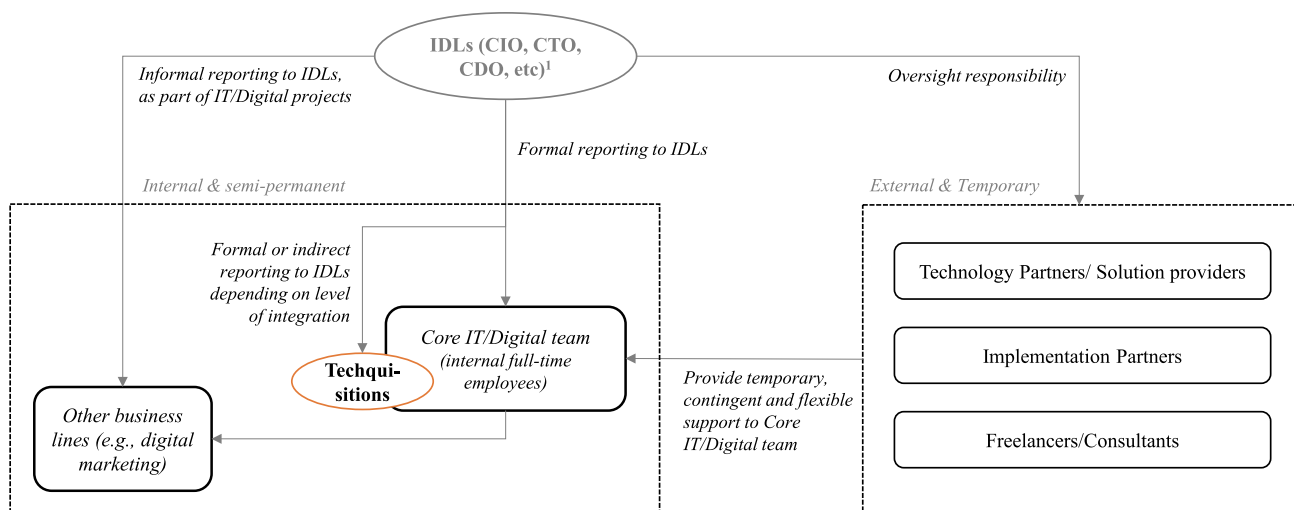 IDLs (CIO, CTO,
CDO, etc)¹
Informal reporting to IDLs,
as part of IT/Digital projects
Oversight responsibility
Formal reporting to IDLs
Internal & semi-permanent
External & Temporary
Formal or indirect
reporting to IDLs
depending on level
of integration
Technology Partners/ Solution providers
Core IT/Digital team
(internal full-time
employees)
Techqui-
sitions
Implementation Partners
Provide temporary,
contingent and flexible
support to Core
IT/Digital team
Other business
lines (e.g., digital
marketing)
Freelancers/Consultants